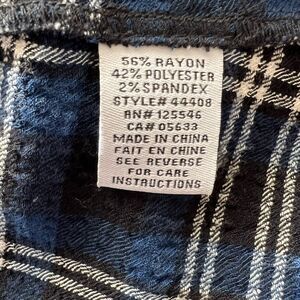 56% RAYON
42% POLYESTER
2% SPANDEX
STYLE# 44408
RN# 125546
CA# 05633
MADE IN CHINA
FAIT EN CHINE
SEE REVERSE
FOR CARE
INSTRUCTIONS